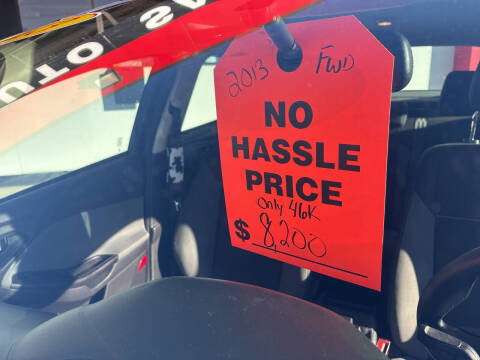 2013 FWD
NO
HASSLE
PRICE
only 46K
$ 8,200